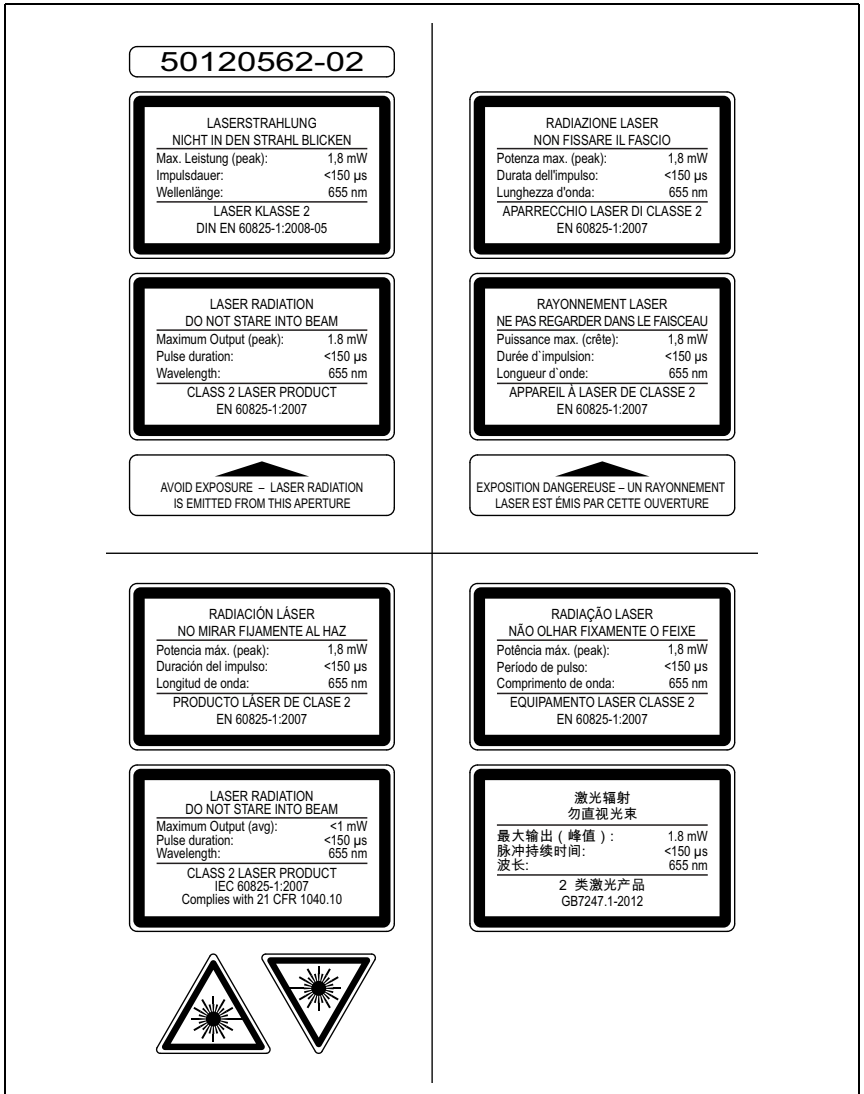 50120562-02
LASERSTRAHLUNG
NICHT IN DEN STRAHL BLICKEN
Max. Leistung (peak): 1,8 mW
Impulsdauer: <150 µs
Wellenlänge: 655 nm
LASER KLASSE 2
DIN EN 60825-1:2008-05
RADIAZIONE LASER
NON FISSARE IL FASCIO
Potenza max. (peak): 1,8 mW
Durata dell'impulso: <150 µs
Lunghezza d'onda: 655 nm
APARRECCHIO LASER DI CLASSE 2
EN 60825-1:2007
LASER RADIATION
DO NOT STARE INTO BEAM
Maximum Output (peak): 1.8 mW
Pulse duration: <150 µs
Wavelength: 655 nm
CLASS 2 LASER PRODUCT
EN 60825-1:2007
RAYONNEMENT LASER
NE PAS REGARDER DANS LE FAISCEAU
Puissance max. (crête): 1,8 mW
Durée d`impulsion: <150 µs
Longueur d`onde: 655 nm
APPAREIL À LASER DE CLASSE 2
EN 60825-1:2007
AVOID EXPOSURE – LASER RADIATION
IS EMITTED FROM THIS APERTURE
EXPOSITION DANGEREUSE – UN RAYONNEMENT
LASER EST ÉMIS PAR CETTE OUVERTURE
RADIACIÓN LÁSER
NO MIRAR FIJAMENTE AL HAZ
Potencia máx. (peak): 1,8 mW
Duración del impulso: <150 µs
Longitud de onda: 655 nm
PRODUCTO LÁSER DE CLASE 2
EN 60825-1:2007
RADIAÇÃO LASER
NÃO OLHAR FIXAMENTE O FEIXE
Potência máx. (peak): 1,8 mW
Período de pulso: <150 µs
Comprimento de onda: 655 nm
EQUIPAMENTO LASER CLASSE 2
EN 60825-1:2007
LASER RADIATION
DO NOT STARE INTO BEAM
Maximum Output (avg): <1 mW
Pulse duration: <150 µs
Wavelength: 655 nm
CLASS 2 LASER PRODUCT
IEC 60825-1:2007
Complies with 21 CFR 1040.10
激光辐射
勿直视光束
最大输出（峰值）: 1.8 mW
脉冲持续时间: <150 µs
波长: 655 nm
2 类激光产品
GB7247.1-2012